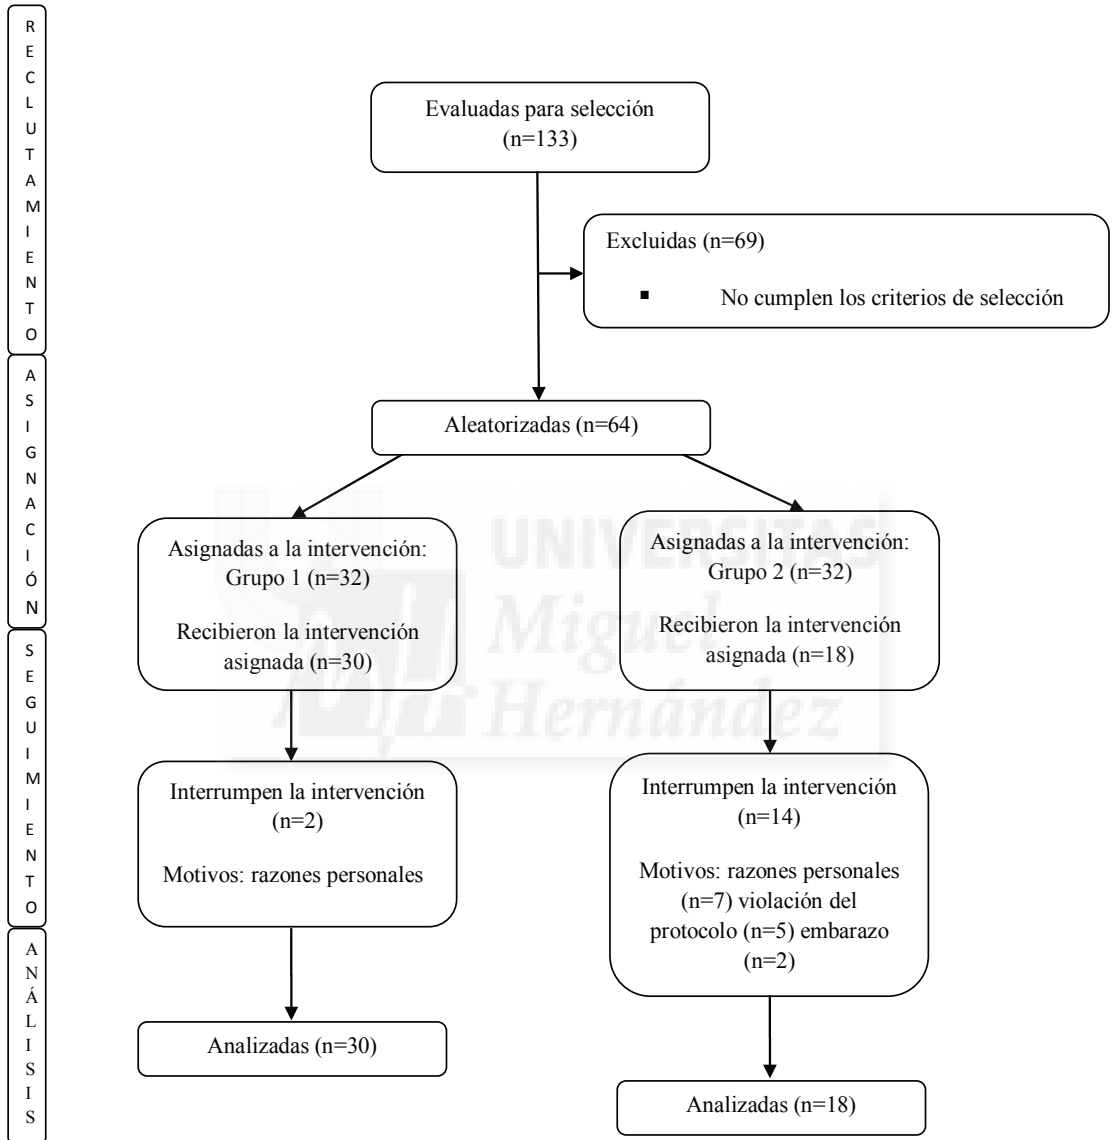 RECLUTAMIENTO
Evaluadas para selección
(n=133)
Excluidas (n=69)
▪ No cumplen los criterios de selección
ASIGNACIÓN
Aleatorizadas (n=64)
Asignadas a la intervención:
Grupo 1 (n=32)
Recibieron la intervención
asignada (n=30)
Asignadas a la intervención:
Grupo 2 (n=32)
Recibieron la intervención
asignada (n=18)
UNIVERSITAS
Miguel
Hernández
SEGUIMIENTO
Interrumpen la intervención
(n=2)
Motivos: razones personales
Interrumpen la intervención
(n=14)
Motivos: razones personales
(n=7) violación del
protocolo (n=5) embarazo
(n=2)
ANÁLISIS
Analizadas (n=30)
Analizadas (n=18)